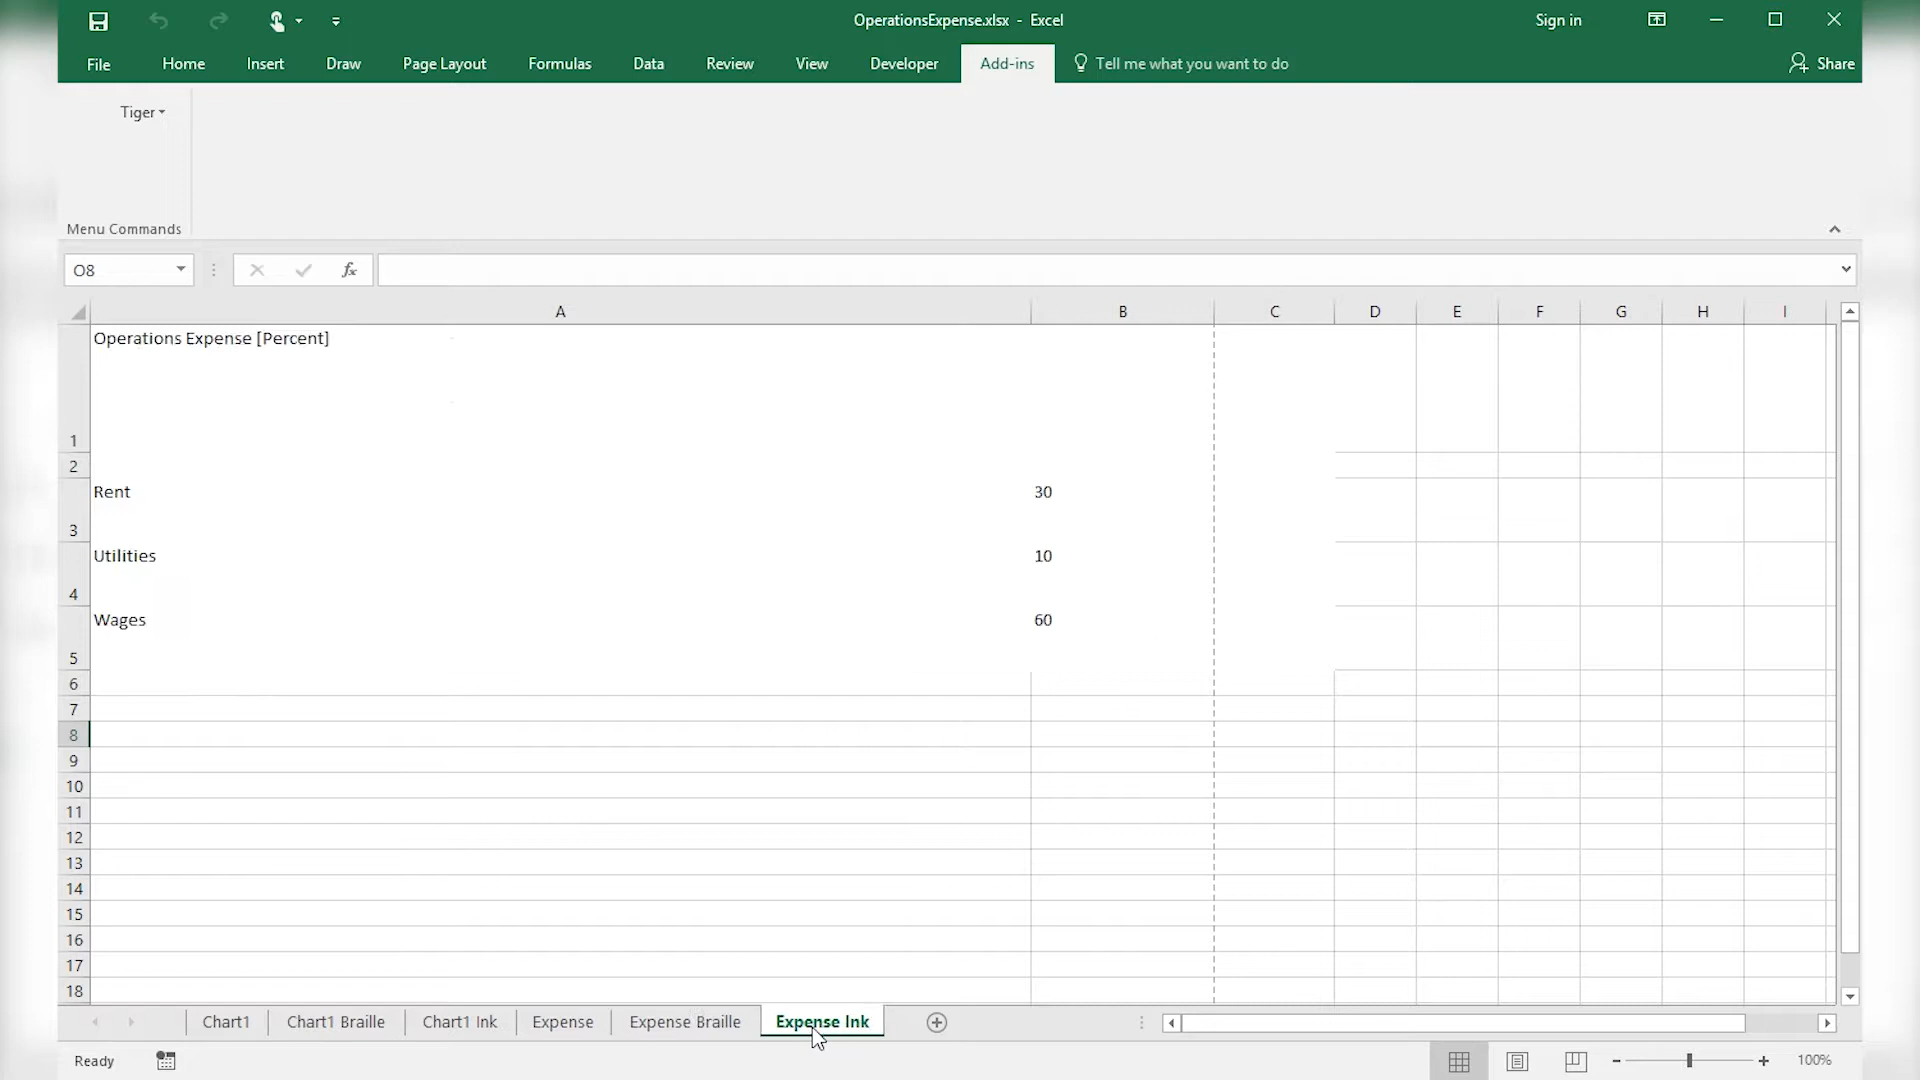 OperationsExpense.xlsx - Excel
Sign in
File Home Insert Draw Page Layout Formulas Data Review View Developer Add-ins Tell me what you want to do Share
Tiger
Menu Commands
O8 fx
A B C D E F G H I
Operations Expense [Percent]
1
2
Rent 30
3
Utilities 10
4
Wages 60
5
6
7
8
9
10
11
12
13
14
15
16
17
18
Chart1 Chart1 Braille Chart1 Ink Expense Expense Braille Expense Ink
Ready 100%